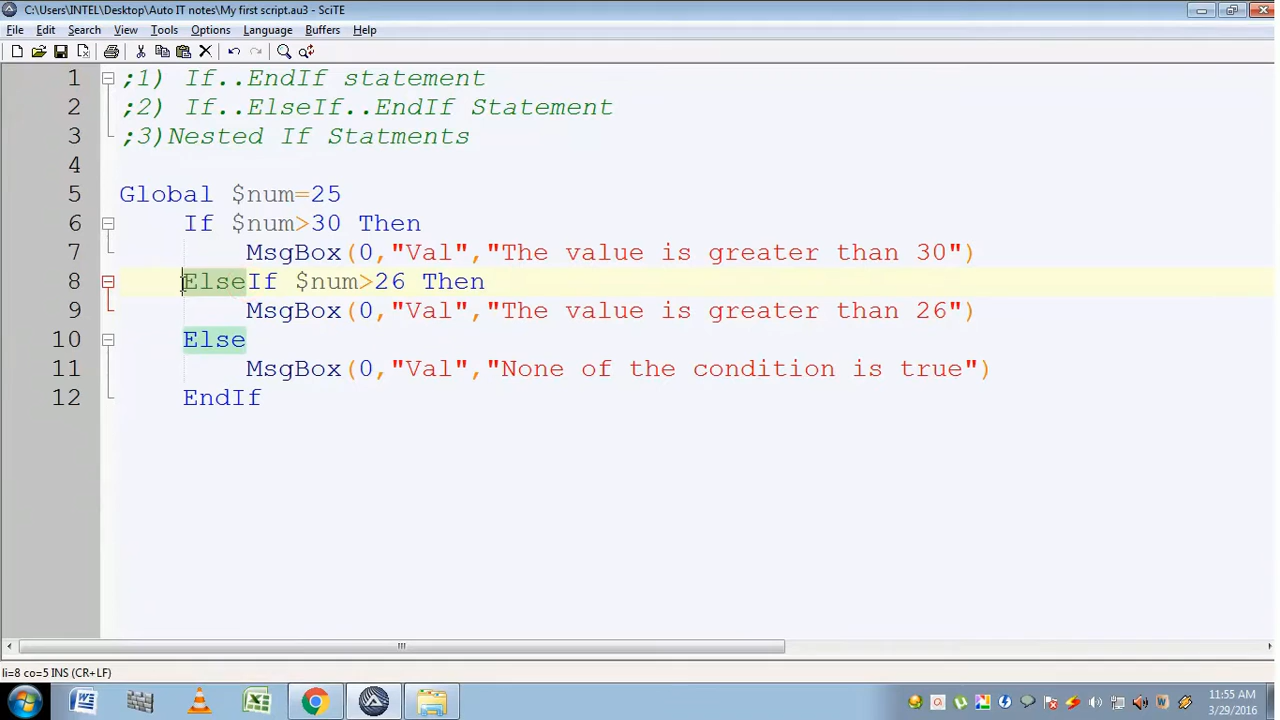 C:\Users\INTEL\Desktop\Auto IT notes\My first script.au3 - SciTE
File Edit Search View Tools Options Language Buffers Help
1 ;1) If..EndIf statement
2 ;2) If..ElseIf..EndIf Statement
3 ;3)Nested If Statments
4
5 Global $num=25
6 If $num>30 Then
7 MsgBox(0,"Val","The value is greater than 30")
8 ElseIf $num>26 Then
9 MsgBox(0,"Val","The value is greater than 26")
10 Else
11 MsgBox(0,"Val","None of the condition is true")
12 EndIf
li=8 co=5 INS (CR+LF)
11:55 AM
3/29/2016